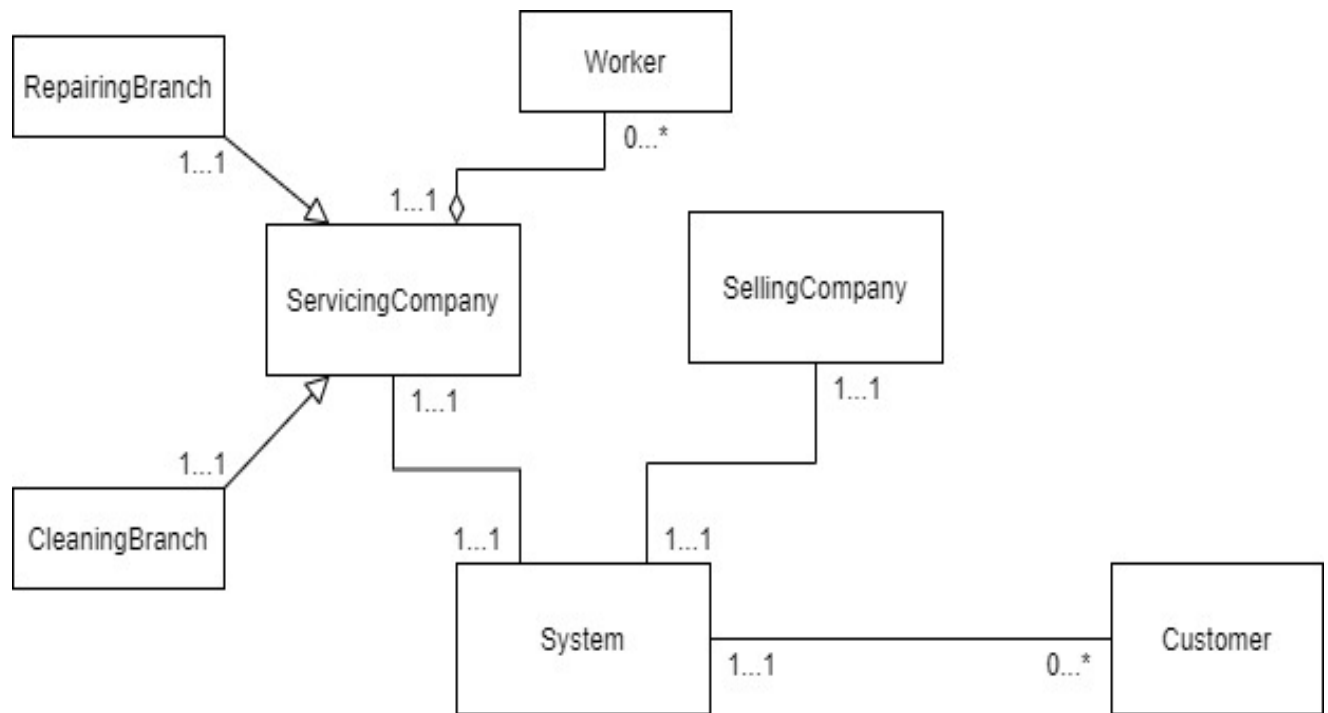 RepairingBranch
Worker
1...1
0...*
1...1
ServicingCompany
SellingCompany
1...1
1...1
1...1
CleaningBranch
1...1
1...1
System
Customer
1...1
0...*